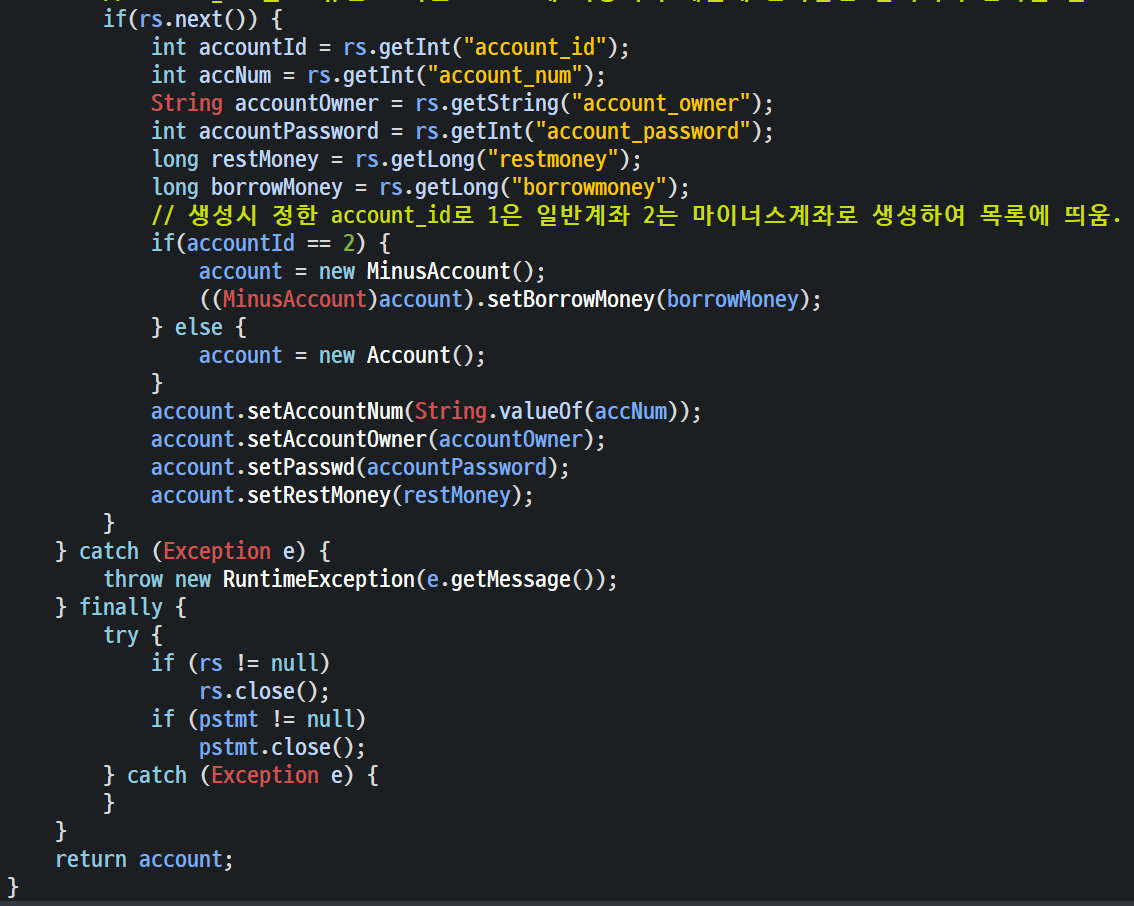 if(rs.next()) {
int accountId = rs.getInt("account_id");
int accNum = rs.getInt("account_num");
String accountOwner = rs.getString("account_owner");
int accountPassword = rs.getInt("account_password");
long restMoney = rs.getLong("restmoney");
long borrowMoney = rs.getLong("borrowmoney");
// 생성시 정한 account_id로 1은 일반계좌 2는 마이너스계좌로 생성하여 목록에 띄움.
if(accountId == 2) {
account = new MinusAccount();
((MinusAccount)account).setBorrowMoney(borrowMoney);
} else {
account = new Account();
}
account.setAccountNum(String.valueOf(accNum));
account.setAccountOwner(accountOwner);
account.setPasswd(accountPassword);
account.setRestMoney(restMoney);
}
} catch (Exception e) {
throw new RuntimeException(e.getMessage());
} finally {
try {
if (rs != null)
rs.close();
if (pstmt != null)
pstmt.close();
} catch (Exception e) {
}
}
return account;
}